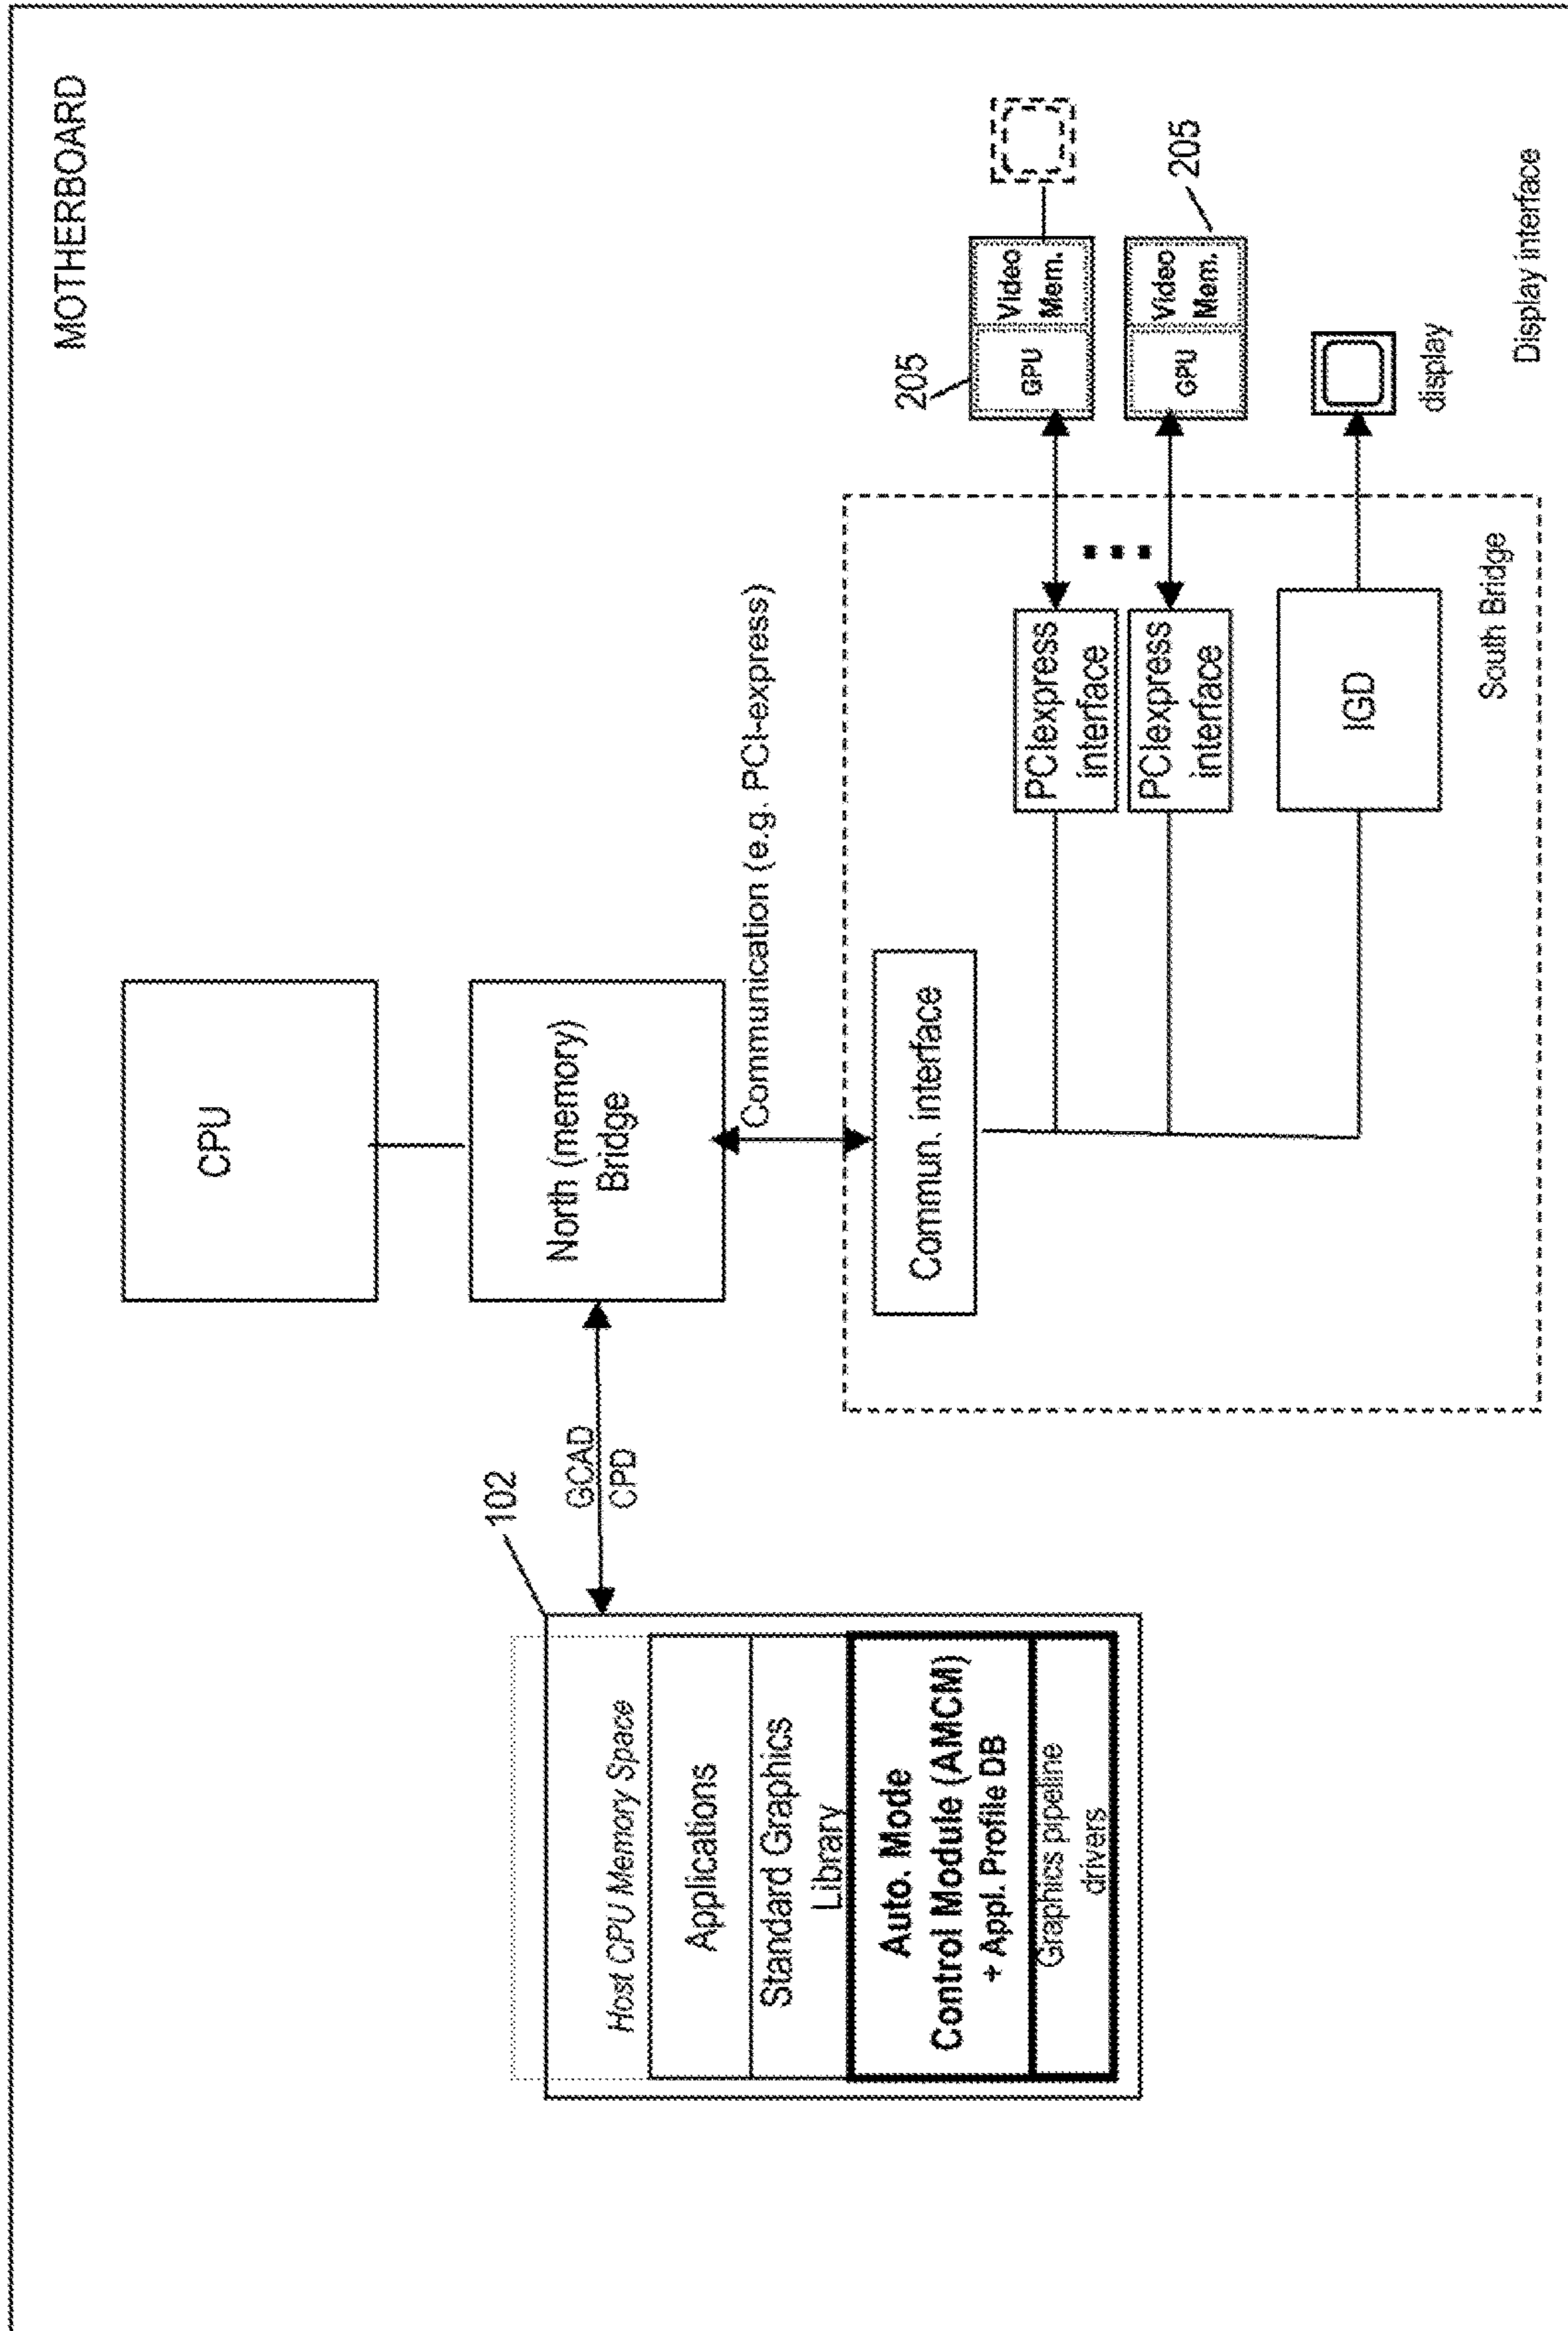 MOTHERBOARD
CPU
North (memory)
Bridge
102
GCAD
CPD
Host CPU Memory Space
Applications
Standard Graphics
Library
Auto. Mode
Control Module (AMCM)
+ Appl. Profile DB
Graphics pipeline
drivers
Communication (e.g. PCI-express)
Commun. interface
PCIexpress
interface
PCIexpress
interface
IGD
South Bridge
205
GPU
Video
Mem.
GPU
Video
Mem.
205
display
Display interface